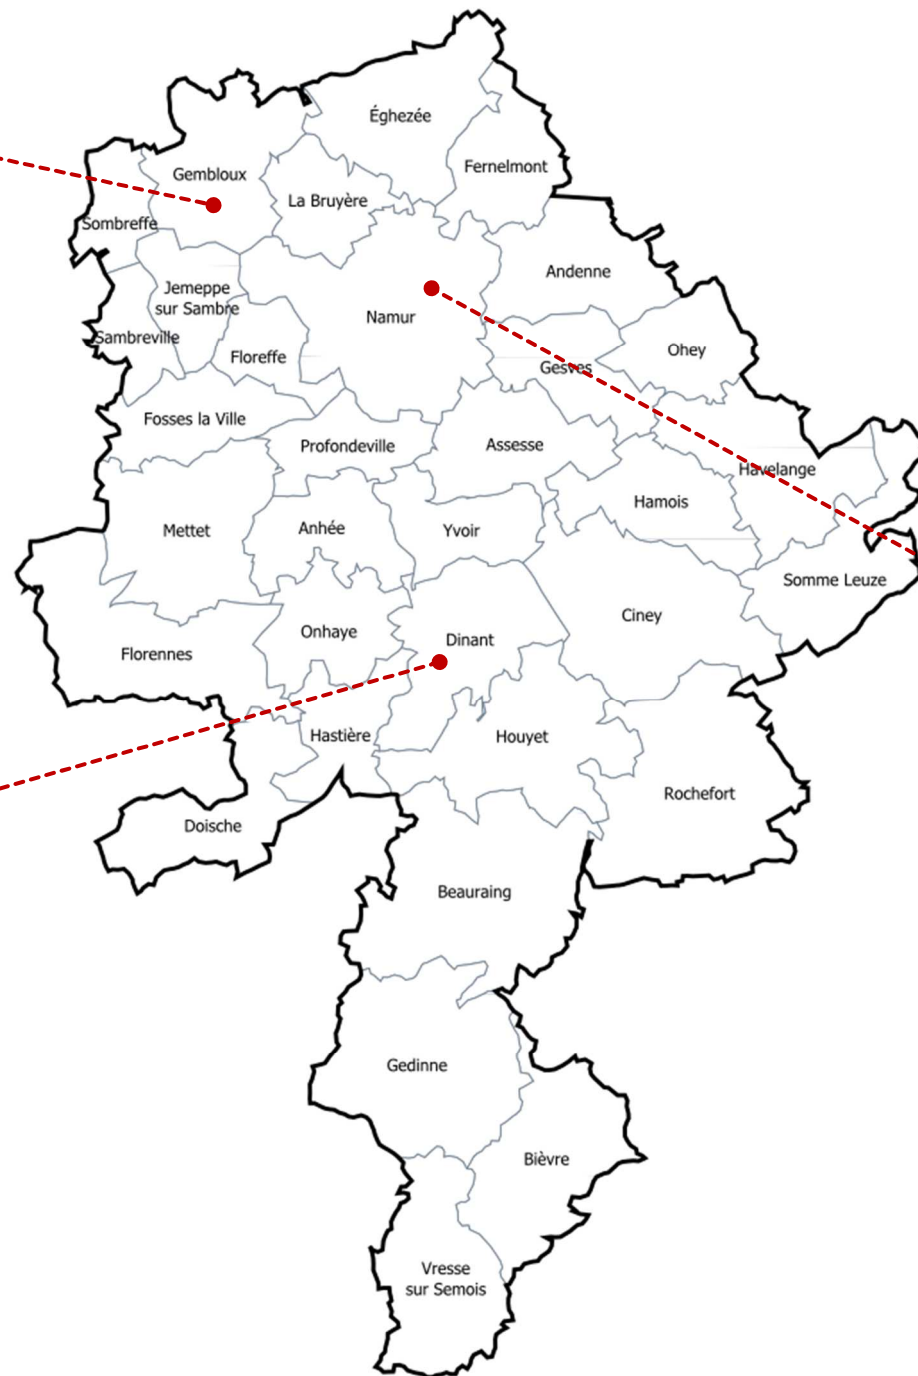 Éghezée
Fernelmont
Gembloux
La Bruyère
Sombreffe
Andenne
Jemeppe
sur Sambre
Namur
Sambreville
Floreffe
Ohey
Gesves
Fosses la Ville
Profondeville
Assesse
Havelange
Hamois
Mettet
Anhée
Yvoir
Somme Leuze
Ciney
Onhaye
Dinant
Florennes
Hastière
Houyet
Rochefort
Doische
Beauraing
Gedinne
Bièvre
Vresse
sur Semois